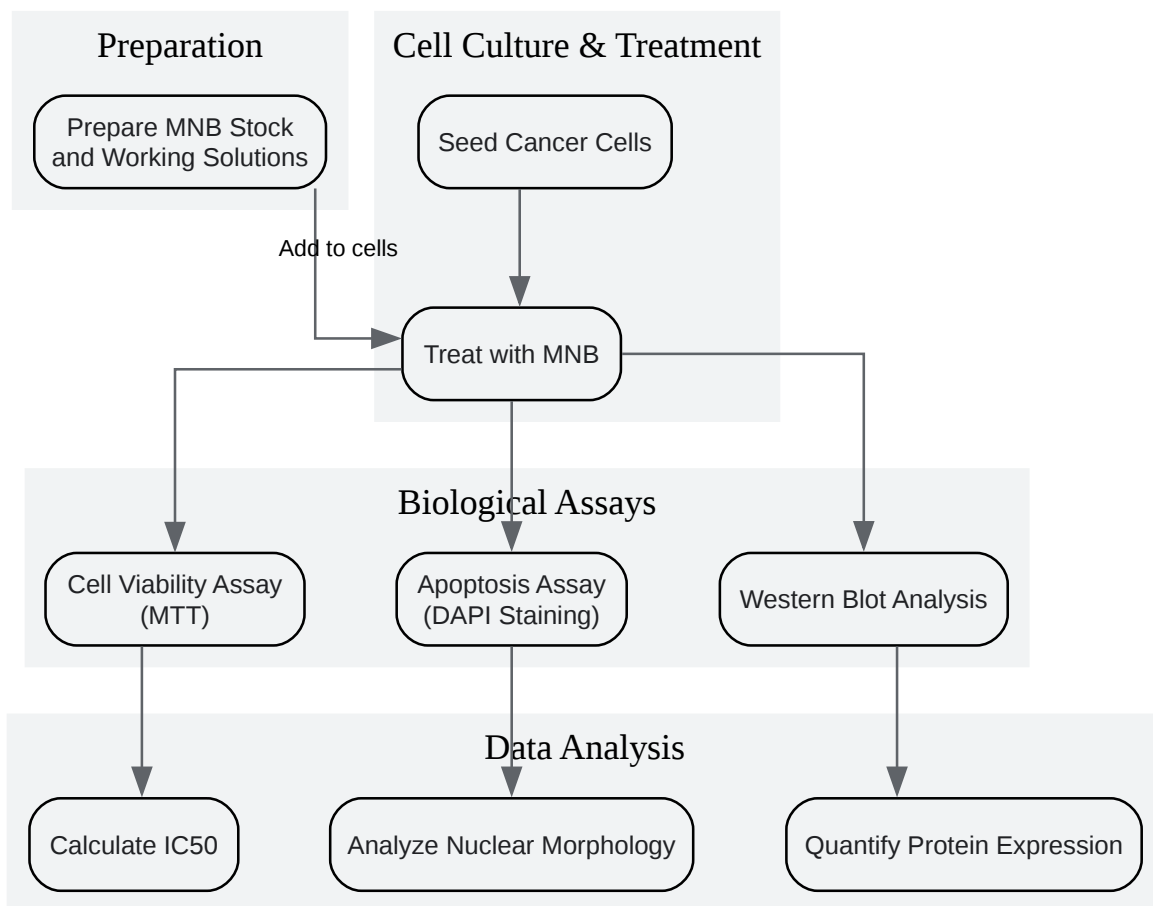 Preparation
Cell Culture & Treatment
Prepare MNB Stock
and Working Solutions
Seed Cancer Cells
Add to cells
Treat with MNB
Biological Assays
Cell Viability Assay
(MTT)
Apoptosis Assay
(DAPI Staining)
Western Blot Analysis
Data Analysis
Calculate IC50
Analyze Nuclear Morphology
Quantify Protein Expression